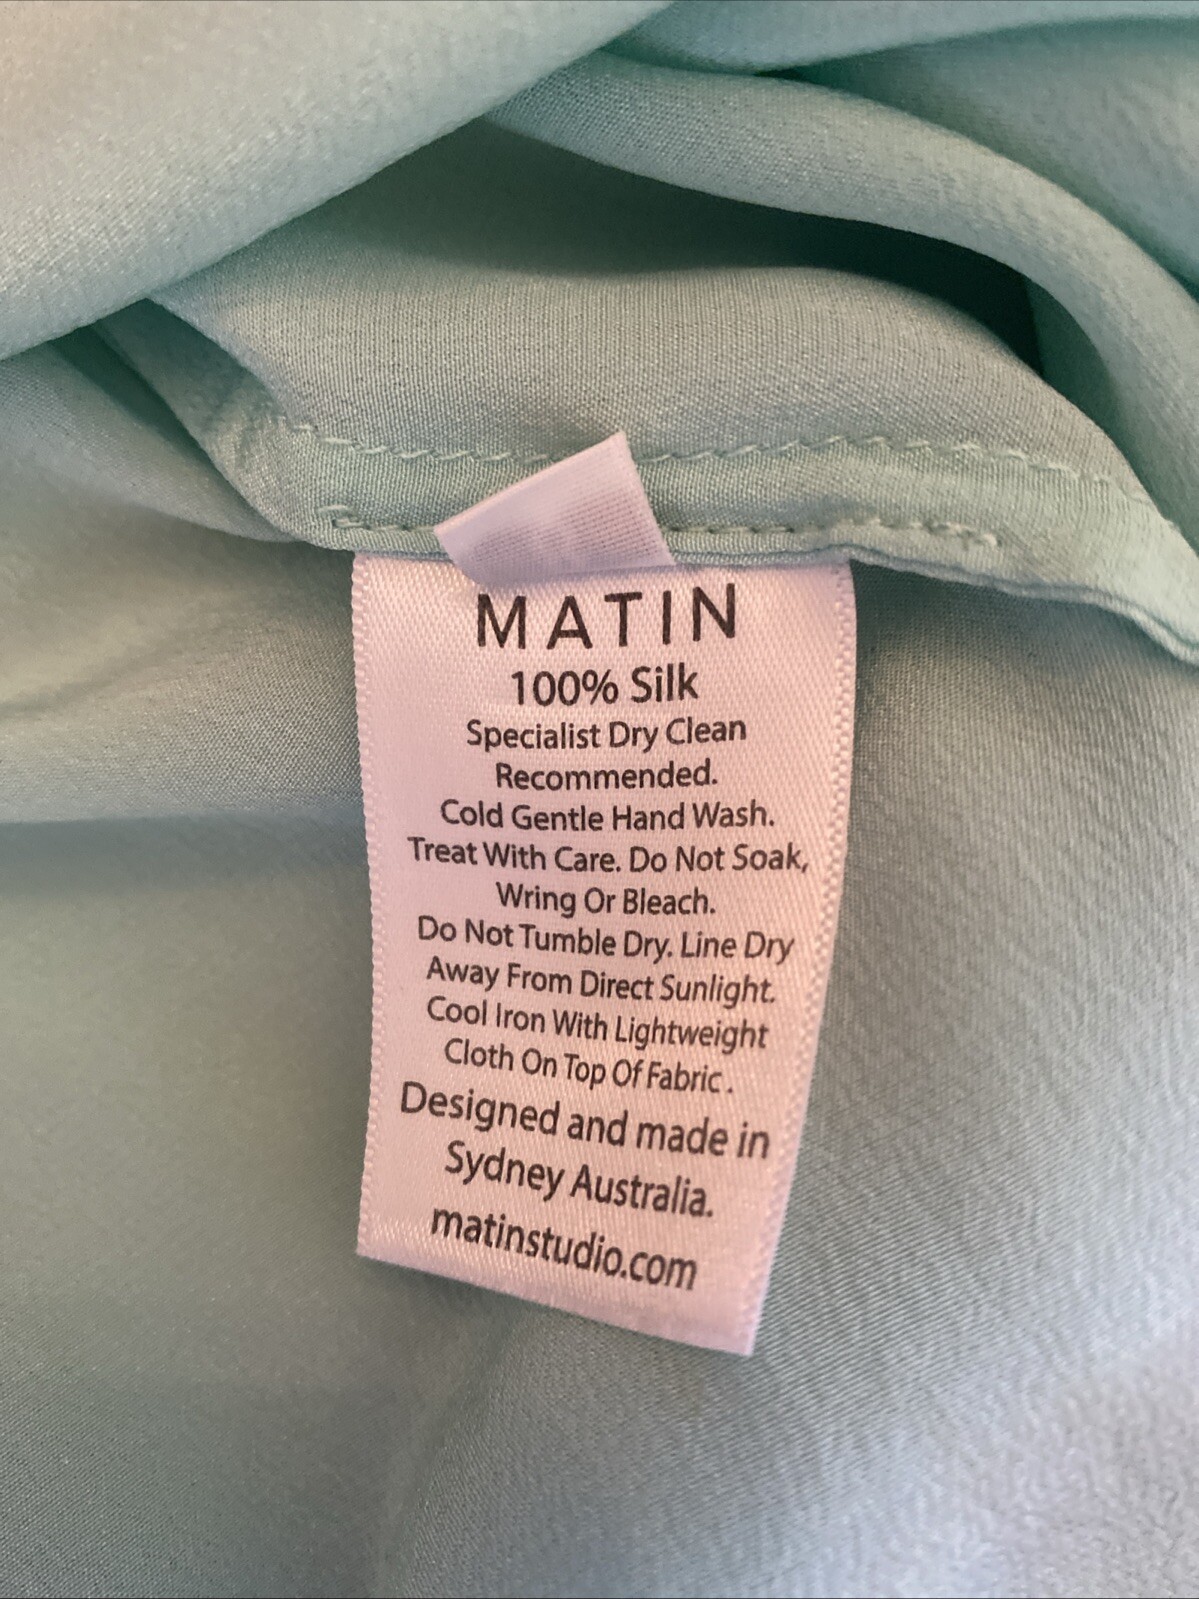 MATIN
100% Silk
Specialist Dry Clean
Recommended.
Cold Gentle Hand Wash.
Treat With Care. Do Not Soak,
Wring Or Bleach.
Do Not Tumble Dry. Line Dry
Away From Direct Sunlight.
Cool Iron With Lightweight
Cloth On Top Of Fabric .
Designed and made in
Sydney Australia.
matinstudio.com